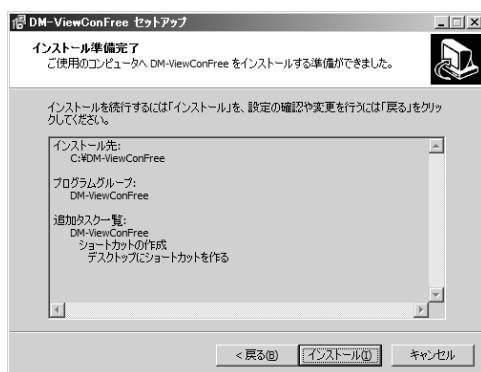 DM-ViewConFree セットアップ
インストール準備完了
ご使用のコンピュータへ DM-ViewConFree をインストールする準備ができました。
インストールを続行するには「インストール」を、設定の確認や変更を行うには「戻る」をクリッ
クしてください。
インストール先:
C:¥DM-ViewConFree
プログラムグループ:
DM-ViewConFree
追加タスク一覧:
DM-ViewConFree
ショートカットの作成
デスクトップにショートカットを作る
< 戻る(B)
インストール(I)
キャンセル